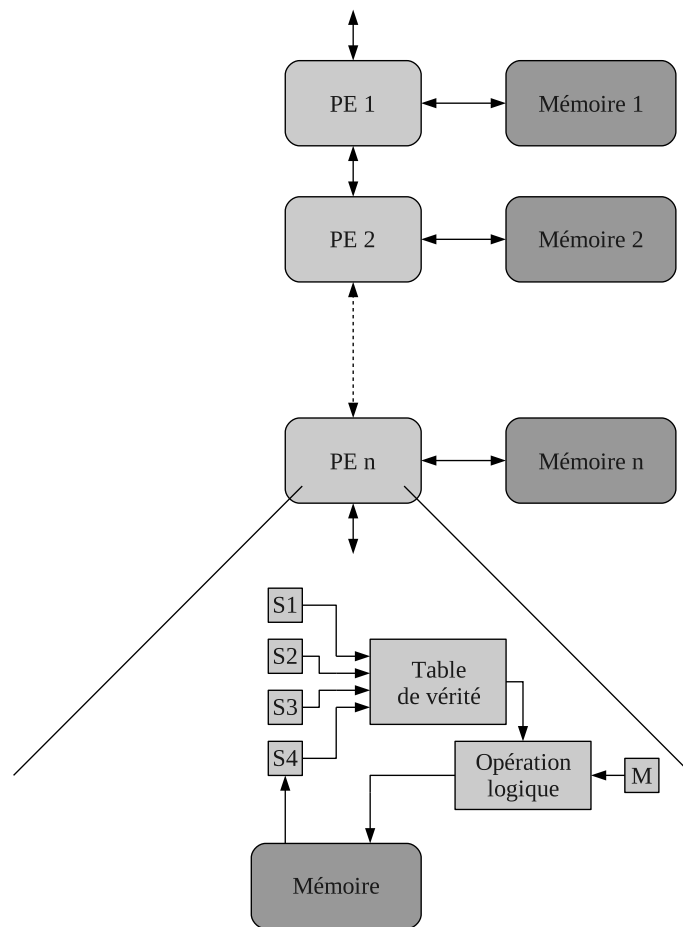 PE 1
Mémoire 1
PE 2
Mémoire 2
PE n
Mémoire n
S1
S2
S3
S4
Table
de vérité
Opération
logique
M
Mémoire